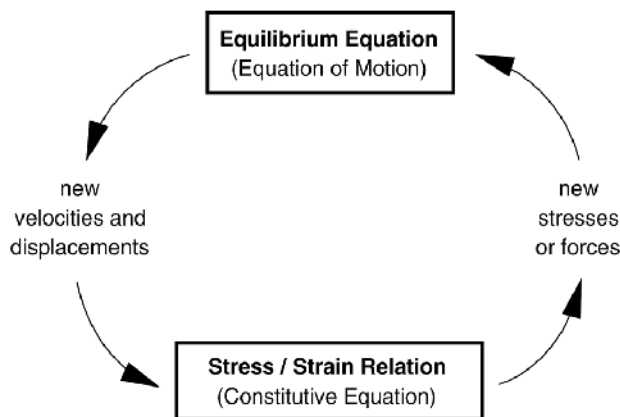 Equilibrium Equation
(Equation of Motion)
new
velocities and
displacements
new
stresses
or forces
Stress / Strain Relation
(Constitutive Equation)